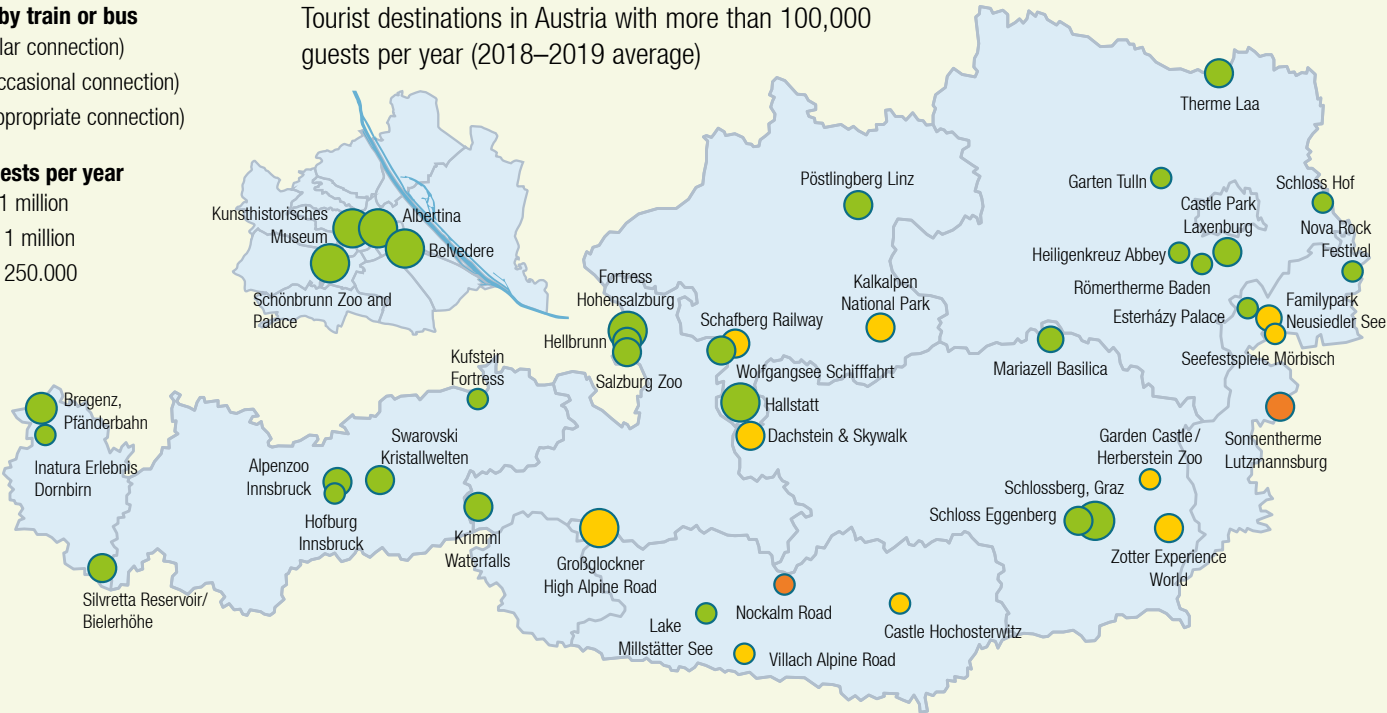 by train or bus
lar connection)
ccasional connection)
ppropriate connection)
ests per year
1 million
1 million
250.000
Tourist destinations in Austria with more than 100,000
guests per year (2018–2019 average)
Kunsthistorisches
Museum
Albertina
Belvedere
Schönbrunn Zoo and
Palace
Therme Laa
Pöstlingberg Linz
Garten Tulln
Schloss Hof
Castle Park
Laxenburg
Nova Rock
Festival
Heiligenkreuz Abbey
Römertherme Baden
Esterházy Palace
Familypark
Neusiedler See
Seefestspiele Mörbisch
Fortress
Hohensalzburg
Hellbrunn
Salzburg Zoo
Kalkalpen
National Park
Schafberg Railway
Wolfgangsee Schifffahrt
Hallstatt
Dachstein & Skywalk
Mariazell Basilica
Sonnentherme
Lutzmannsburg
Kufstein
Fortress
Bregenz,
Pfänderbahn
Inatura Erlebnis
Dornbirn
Swarovski
Kristallwelten
Alpenzoo
Innsbruck
Hofburg
Innsbruck
Krimml
Waterfalls
Garden Castle/
Herberstein Zoo
Schlossberg, Graz
Schloss Eggenberg
Zotter Experience
World
Silvretta Reservoir/
Bielerhöhe
Großglockner
High Alpine Road
Nockalm Road
Lake
Millstätter See
Castle Hochosterwitz
Villach Alpine Road